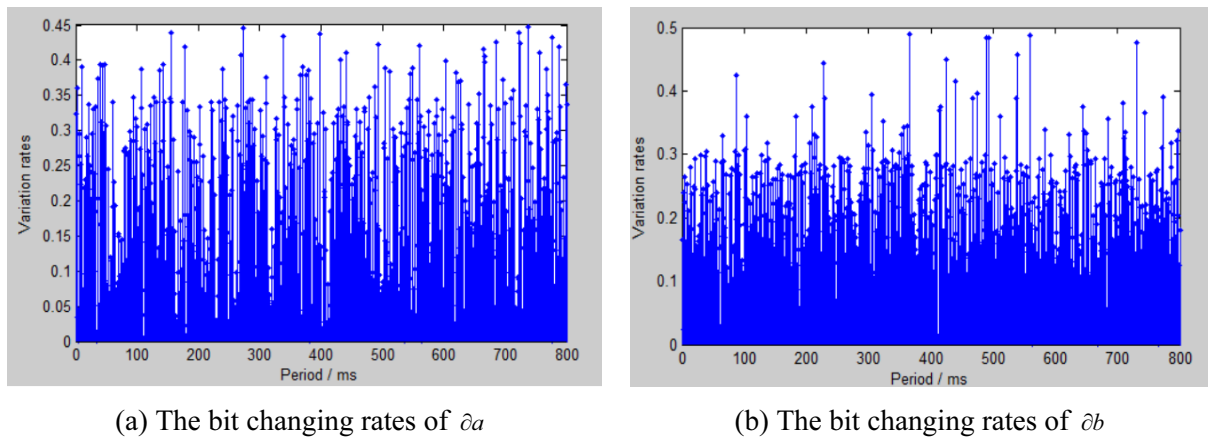 0.45
0.4
0.35
0.3
0.25
0.2
0.15
0.1
0.05
0
Variation rates
0 100 200 300 400 500 600 700 800
Period / ms
(a) The bit changing rates of ∂a
0.5
0.4
0.3
0.2
0.1
0
Variation rates
0 100 200 300 400 500 600 700 800
Period / ms
(b) The bit changing rates of ∂b